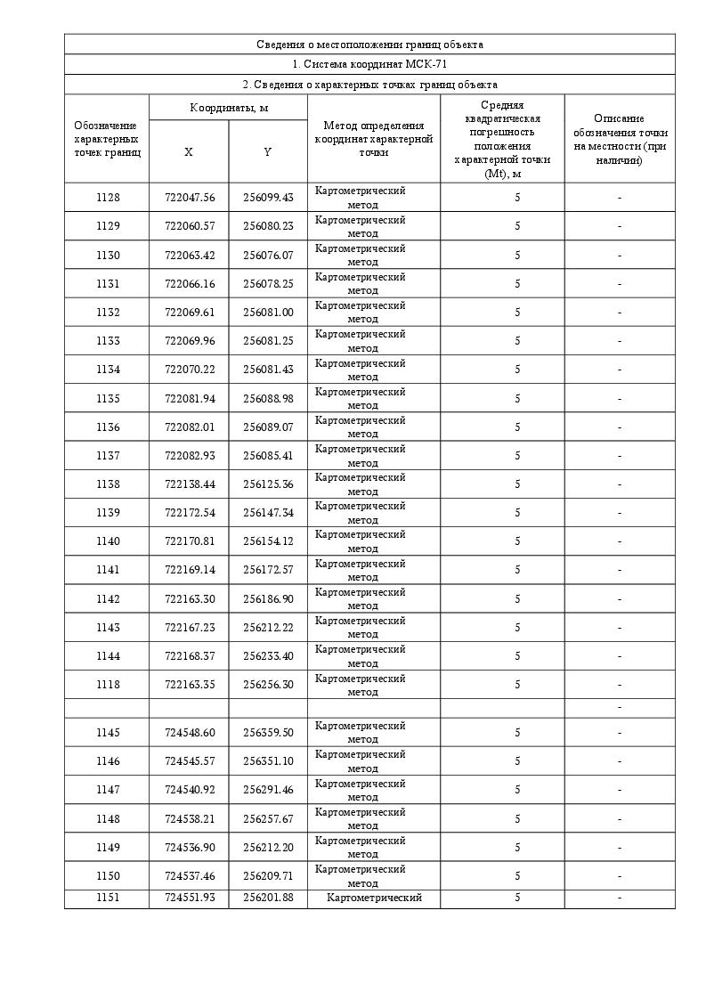 Сведения о местоположении границ объекта
1. Система координат МСК-71
2. Сведения о характерных точках границ объекта
Обозначение характерных точек границ
Координаты, м
X
Y
Метод определения координат характерной точки
Средняя квадратическая погрешность положения характерной точки (Mt), м
Описание обозначения точки на местности (при наличии)
1128 722047.56 256099.43 Картометрический метод 5 -
1129 722060.57 256080.23 Картометрический метод 5 -
1130 722063.42 256076.07 Картометрический метод 5 -
1131 722066.16 256078.25 Картометрический метод 5 -
1132 722069.61 256081.00 Картометрический метод 5 -
1133 722069.96 256081.25 Картометрический метод 5 -
1134 722070.22 256081.43 Картометрический метод 5 -
1135 722081.94 256088.98 Картометрический метод 5 -
1136 722082.01 256089.07 Картометрический метод 5 -
1137 722082.93 256085.41 Картометрический метод 5 -
1138 722138.44 256125.36 Картометрический метод 5 -
1139 722172.54 256147.34 Картометрический метод 5 -
1140 722170.81 256154.12 Картометрический метод 5 -
1141 722169.14 256172.57 Картометрический метод 5 -
1142 722163.30 256186.90 Картометрический метод 5 -
1143 722167.23 256212.22 Картометрический метод 5 -
1144 722168.37 256233.40 Картометрический метод 5 -
1118 722163.35 256256.30 Картометрический метод 5 -
-
1145 724548.60 256359.50 Картометрический метод 5 -
1146 724545.57 256351.10 Картометрический метод 5 -
1147 724540.92 256291.46 Картометрический метод 5 -
1148 724538.21 256257.67 Картометрический метод 5 -
1149 724536.90 256212.20 Картометрический метод 5 -
1150 724537.46 256209.71 Картометрический метод 5 -
1151 724551.93 256201.88 Картометрический 5 -